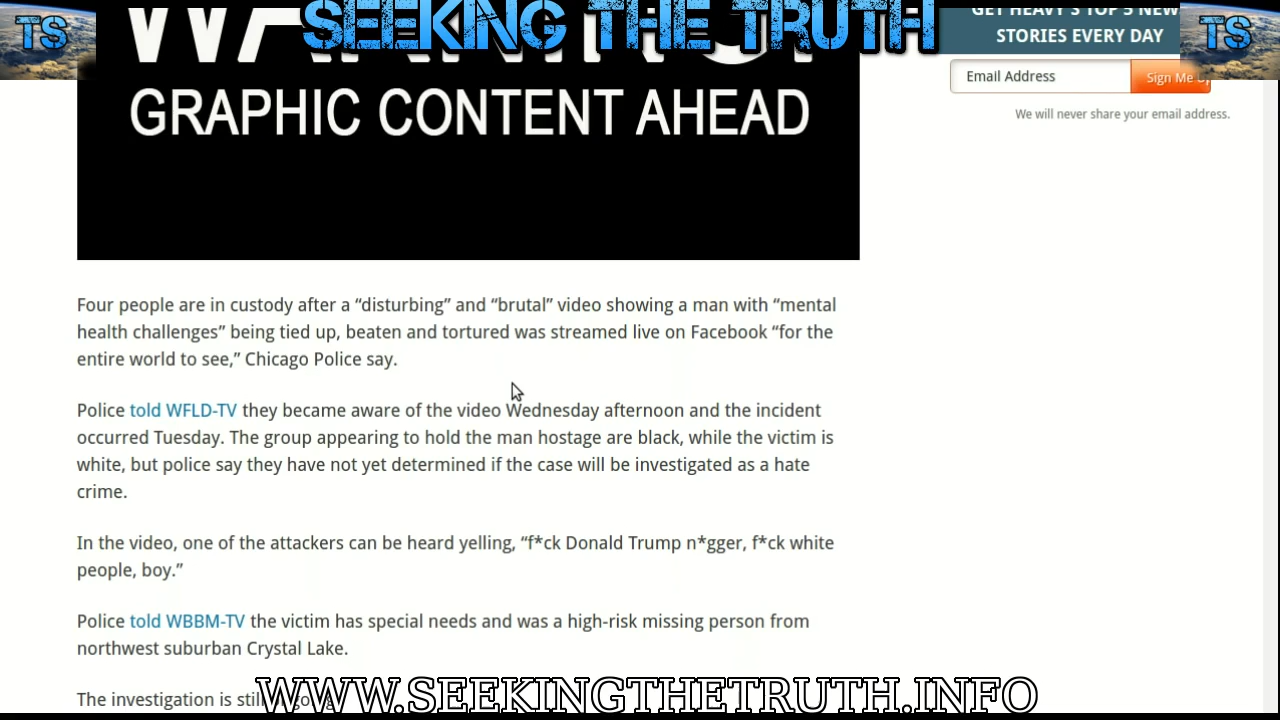 SEEKING THE TRUTH
TS
TS
GET HEAVY'S TOP 5 NEW
STORIES EVERY DAY
Email Address
Sign Me
We will never share your email address.
GRAPHIC CONTENT AHEAD
Four people are in custody after a “disturbing” and “brutal” video showing a man with “mental
health challenges” being tied up, beaten and tortured was streamed live on Facebook “for the
entire world to see,” Chicago Police say.
Police told WFLD-TV they became aware of the video Wednesday afternoon and the incident
occurred Tuesday. The group appearing to hold the man hostage are black, while the victim is
white, but police say they have not yet determined if the case will be investigated as a hate
crime.
In the video, one of the attackers can be heard yelling, “f*ck Donald Trump n*gger, f*ck white
people, boy.”
Police told WBBM-TV the victim has special needs and was a high-risk missing person from
northwest suburban Crystal Lake.
The investigation is still
WWW.SEEKINGTHETRUTH.INFO